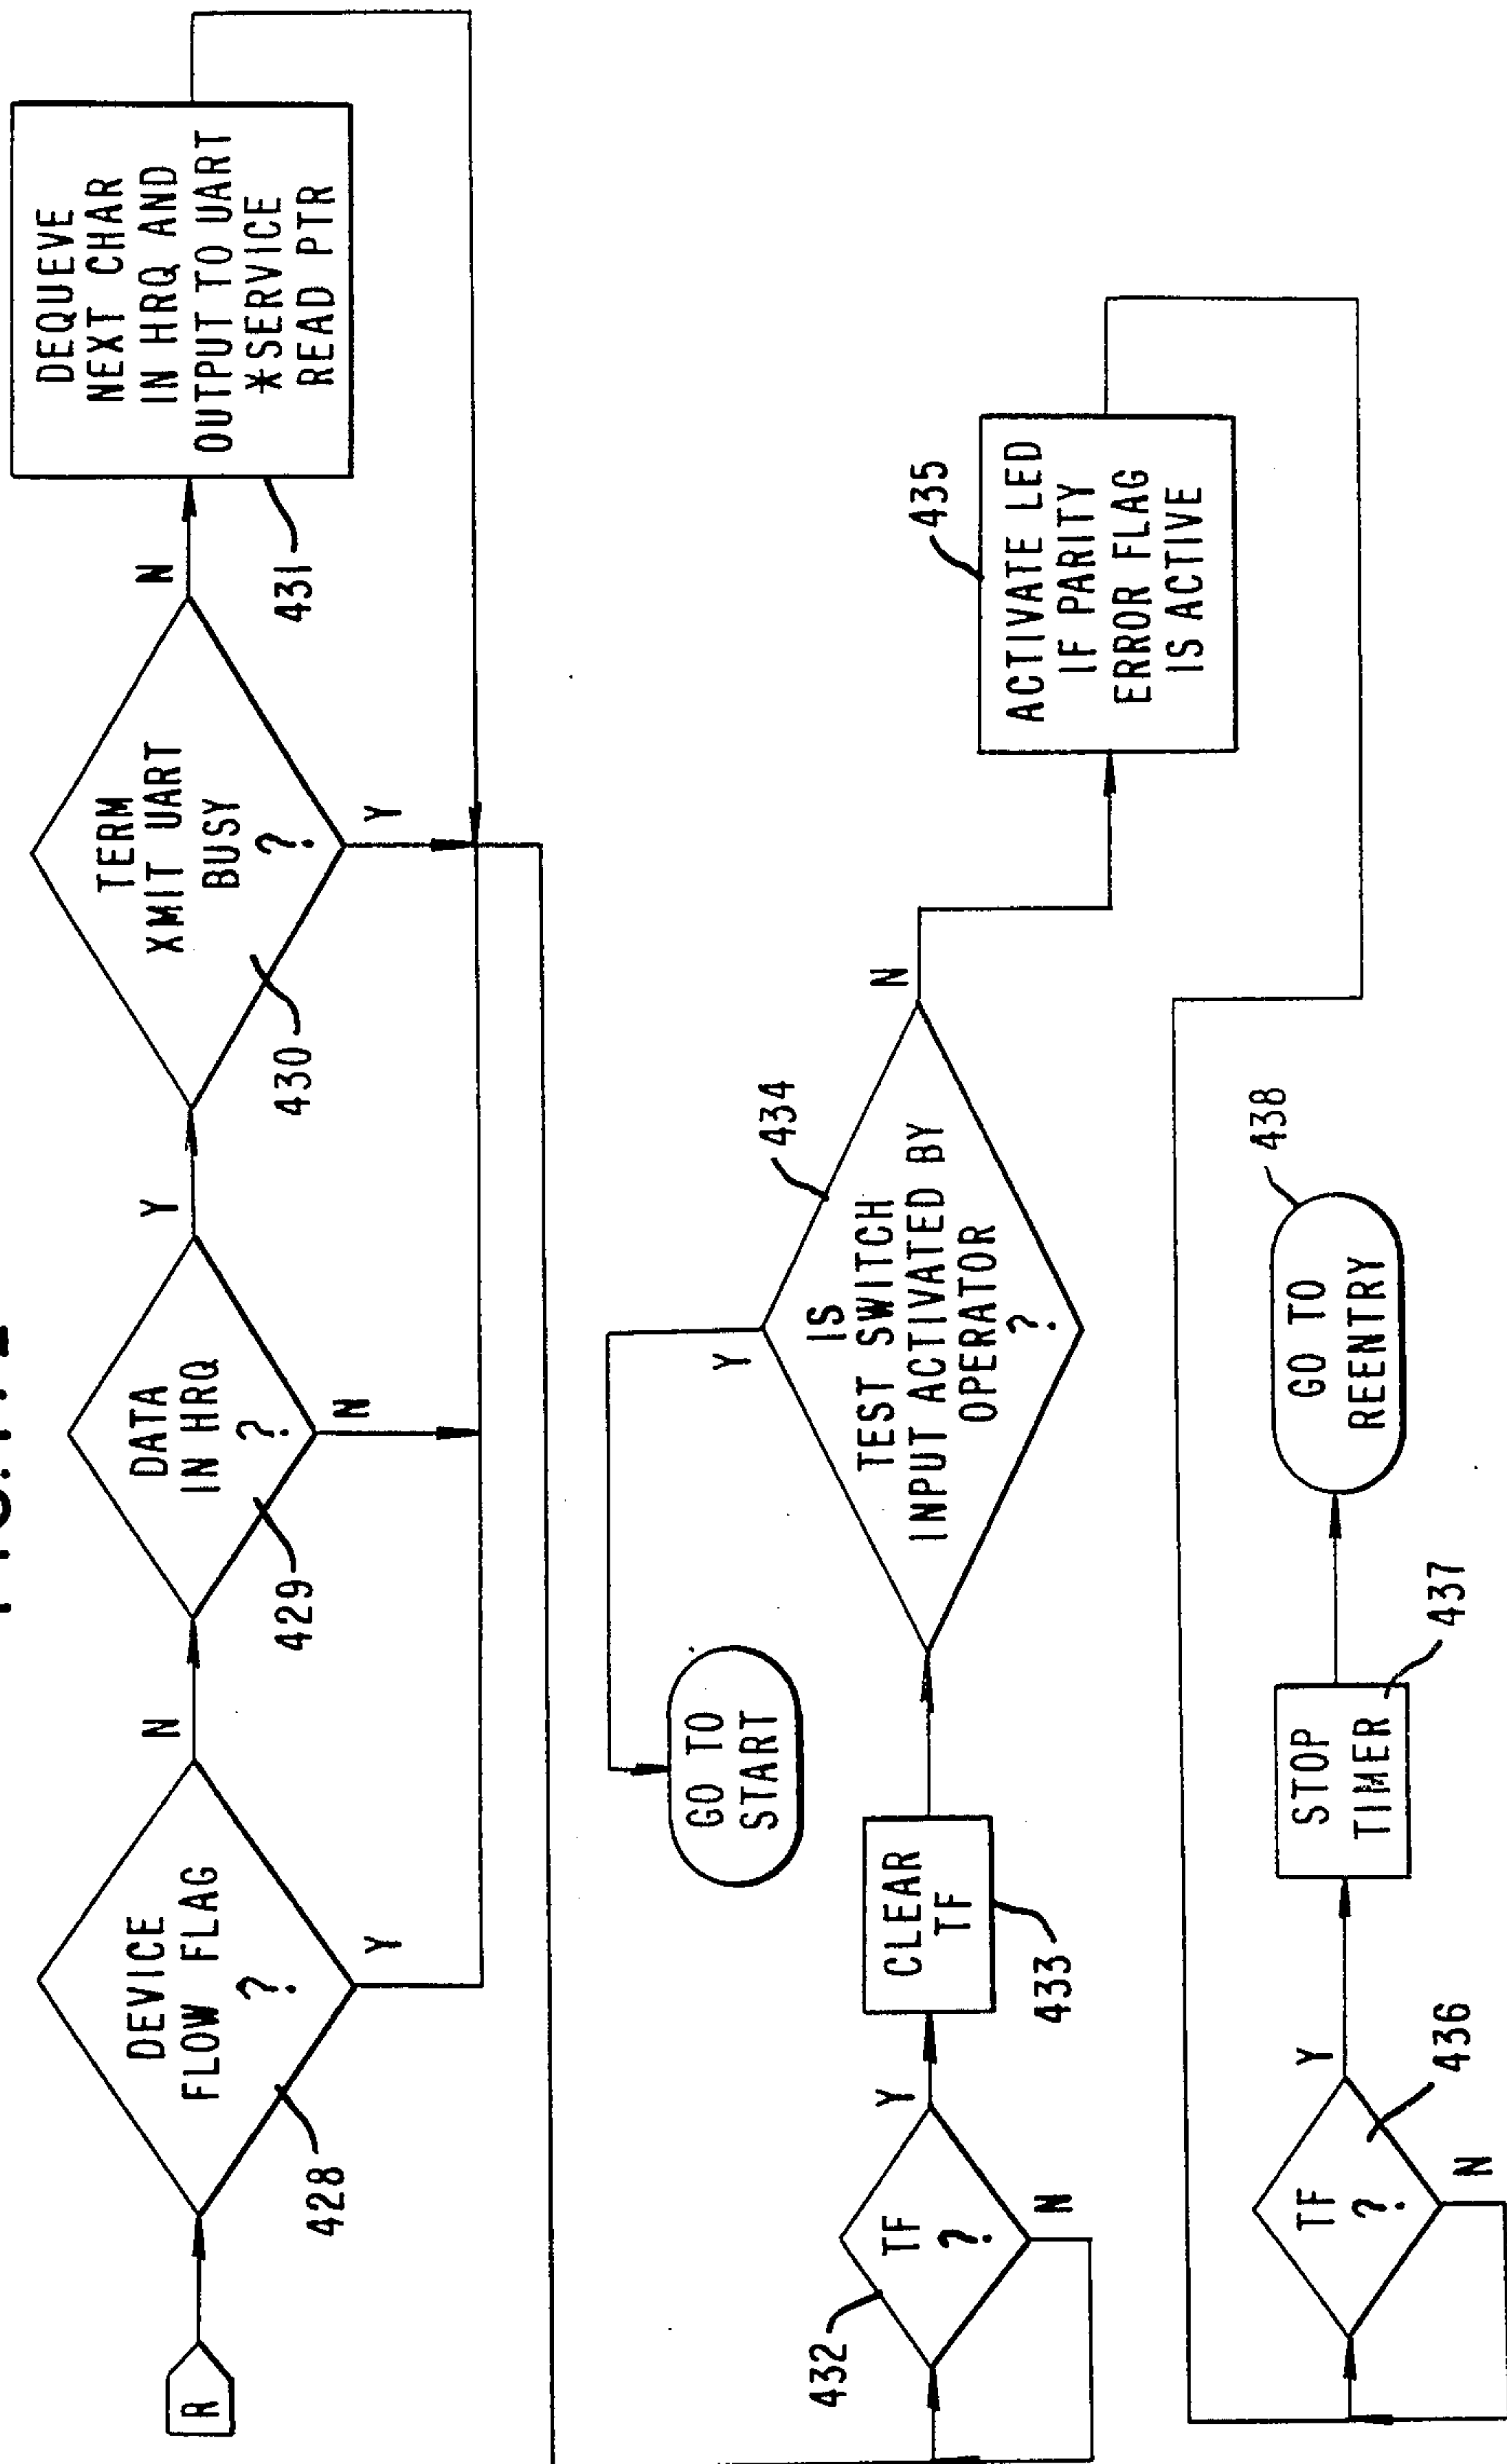 R
DEVICE
FLOW FLAG
?
428
Y
N
DATA
IN HRQ
?
429
N
Y
TERM
XMIT UART
BUSY
?
430
Y
N
DEQUEVE
NEXT CHAR
IN HRQ AND
OUTPUT TO UART
*SERVICE
READ PTR
431
GO TO
START
TF
?
432
N
Y
CLEAR
TF
433
IS
TEST SWITCH
INPUT ACTIVATED BY
OPERATOR
?
434
Y
N
ACTIVATE LED
IF PARITY
ERROR FLAG
IS ACTIVE
435
TF
?
436
N
Y
STOP
TIMER
437
GO TO
REENTRY
438